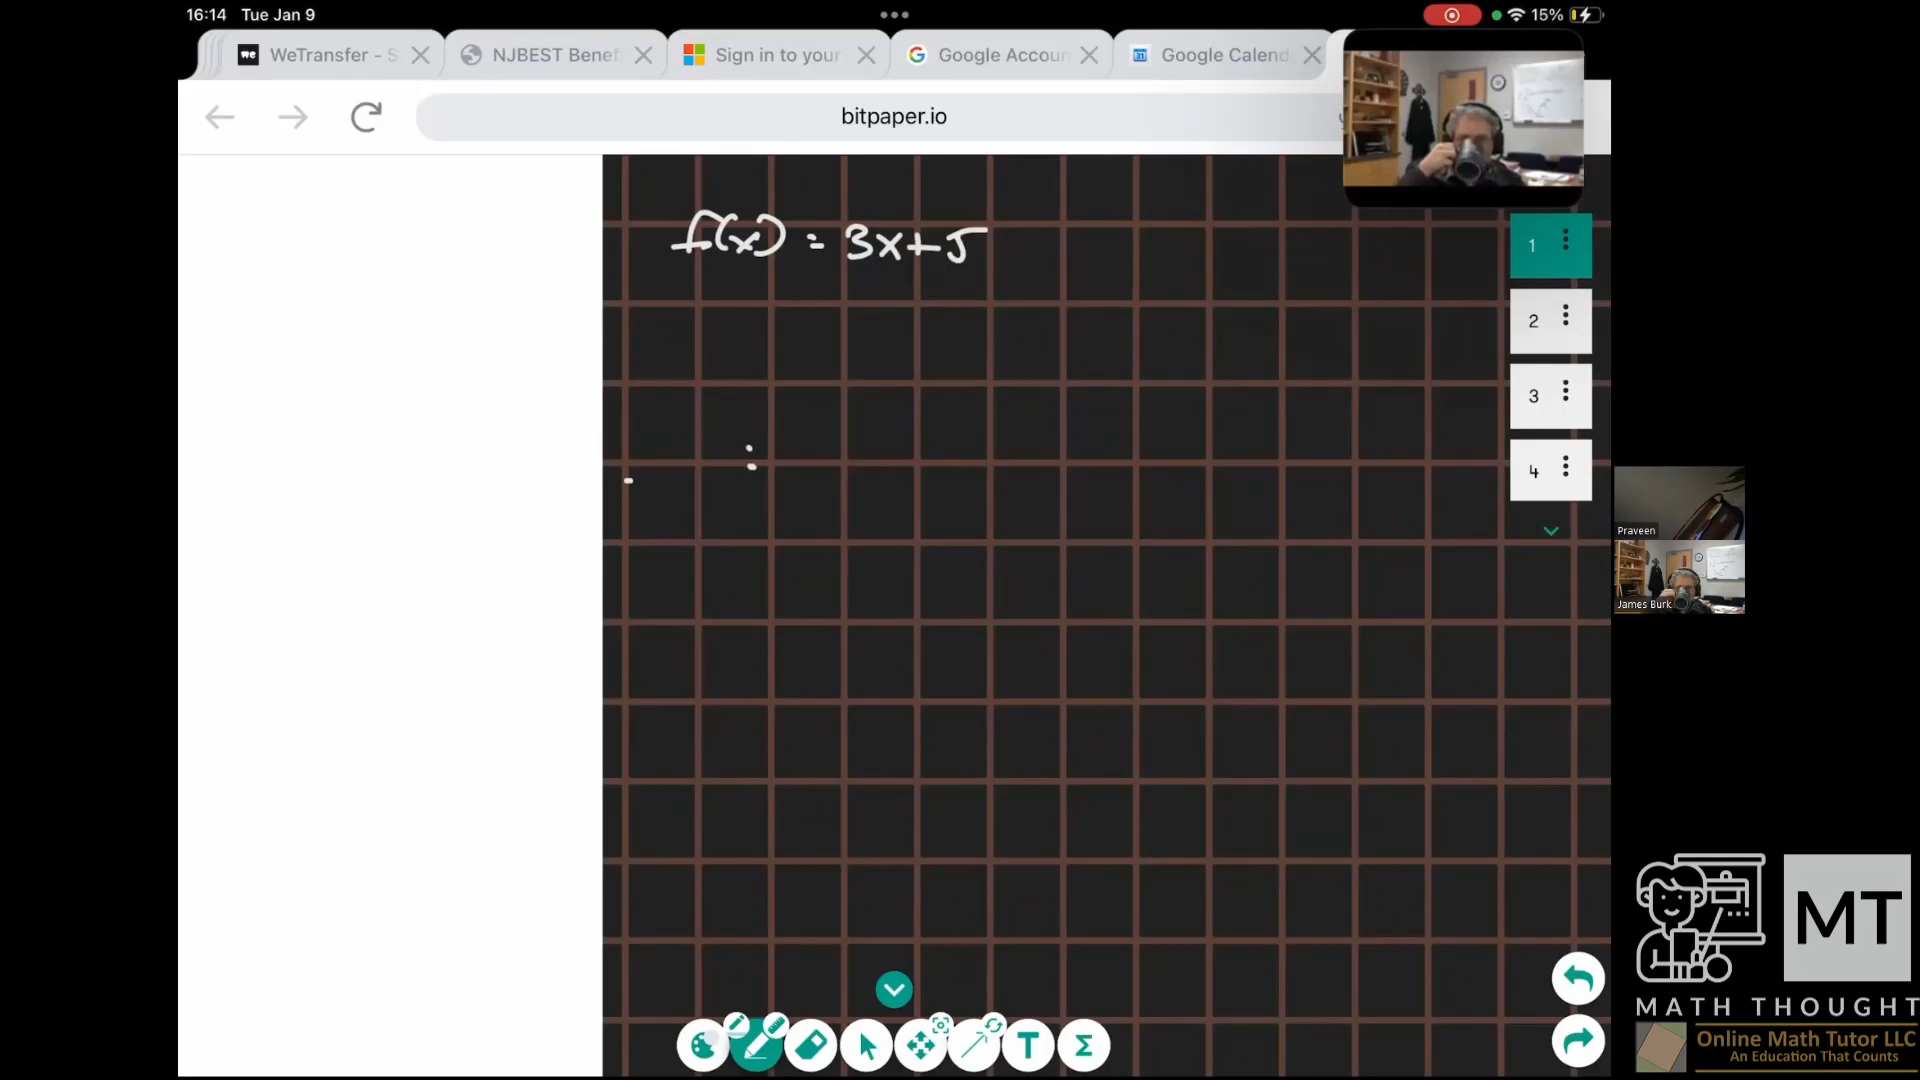 16:14 Tue Jan 9
15%
WeTransfer - S
NJBEST Benef
Sign in to your
Google Accoun
Google Calend
bitpaper.io
f(x) = 3x+5
1
2
3
4
Praveen
James Burk
T
Σ
MT
MATH THOUGHT
Online Math Tutor LLC
An Education That Counts